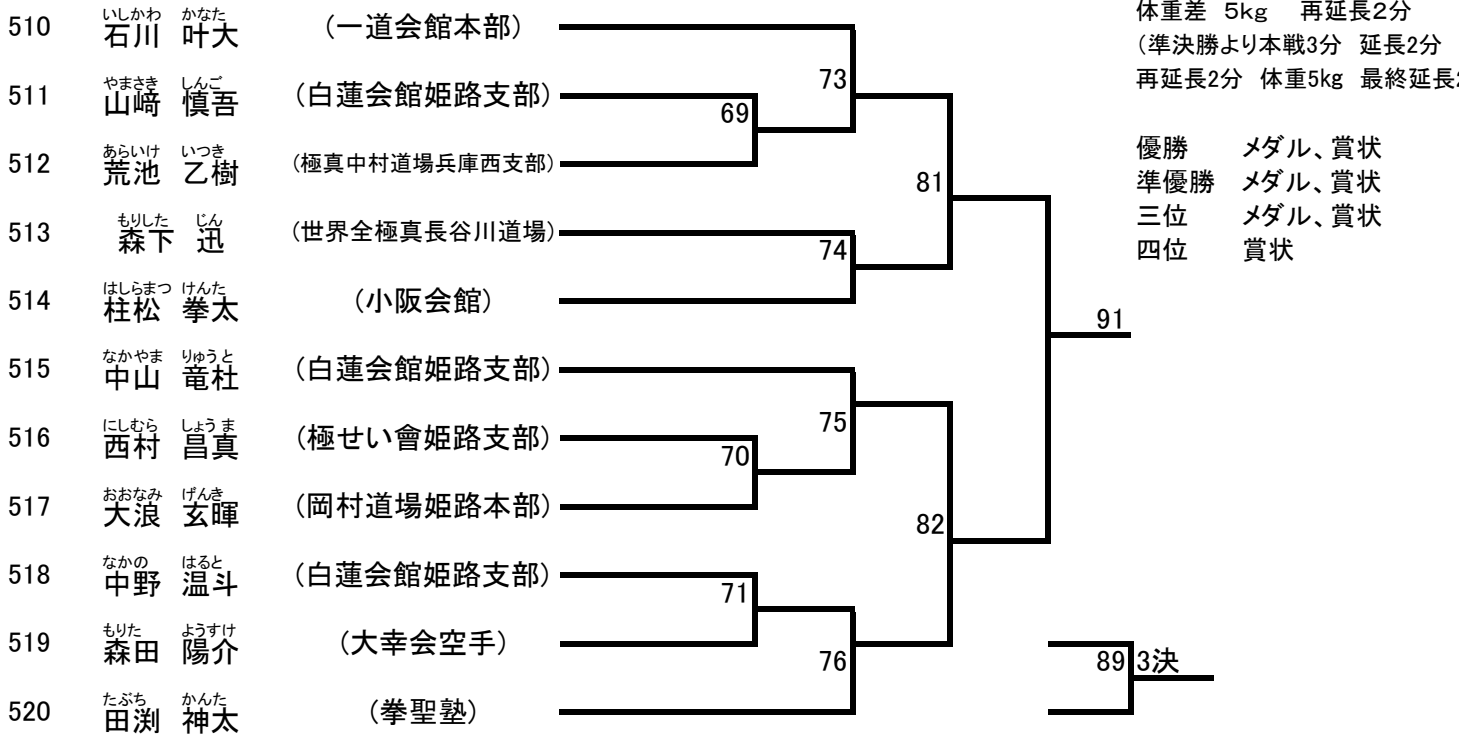 体重差 5kg 再延長2分
510 石川 叶大 (一道会館本部)
いしかわ かなた
(準決勝より本戦3分 延長2分
73
再延長2分 体重5kg 最終延長
511 山﨑 慎吾 (白蓮会館姫路支部)
やまさき しんご
69
優勝 メダル、賞状
512 荒池 乙樹 (極真中村道場兵庫西支部)
あらいけ いつき
81
準優勝 メダル、賞状
三位 メダル、賞状
513 森下 迅 (世界全極真長谷川道場)
もりした じん
74
四位 賞状
514 柱松 拳太 (小阪会館)
はしらまつ けんた
91
515 中山 竜杜 (白蓮会館姫路支部)
なかやま りゅうと
75
516 西村 昌真 (極せい會姫路支部)
にしむら しょうま
70
517 大浪 玄暉 (岡村道場姫路本部)
おおなみ げんき
82
518 中野 温斗 (白蓮会館姫路支部)
なかの はると
71
519 森田 陽介 (大幸会空手)
もりた ようすけ
76
89 3決
520 田渕 神太 (拳聖塾)
たぶち かんた